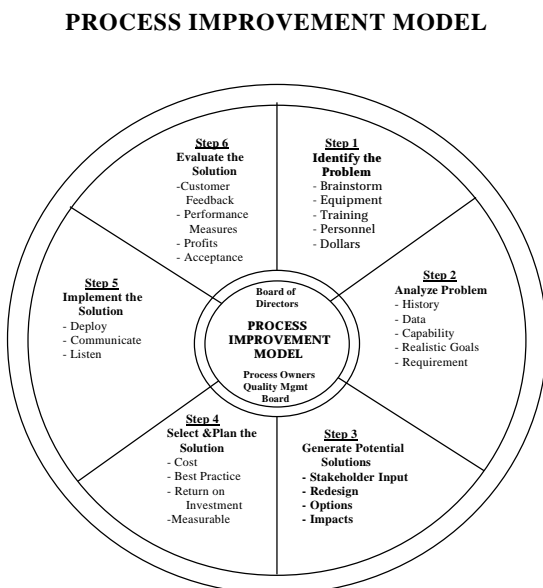 PROCESS IMPROVEMENT MODEL
Step 1
Identify the
Problem
- Brainstorm
- Equipment
- Training
- Personnel
- Dollars
Step 2
Analyze Problem
- History
- Data
- Capability
- Realistic Goals
- Requirement
Step 3
Generate Potential
Solutions
- Stakeholder Input
- Redesign
- Options
- Impacts
Step 4
Select &Plan the
Solution
- Cost
- Best Practice
- Return on
Investment
-Measurable
Step 5
Implement the
Solution
- Deploy
- Communicate
- Listen
Step 6
Evaluate the
Solution
-Customer
Feedback
- Performance
Measures
- Profits
- Acceptance
Board of
Directors
PROCESS
IMPROVEMENT
MODEL
Process Owners
Quality Mgmt
Board